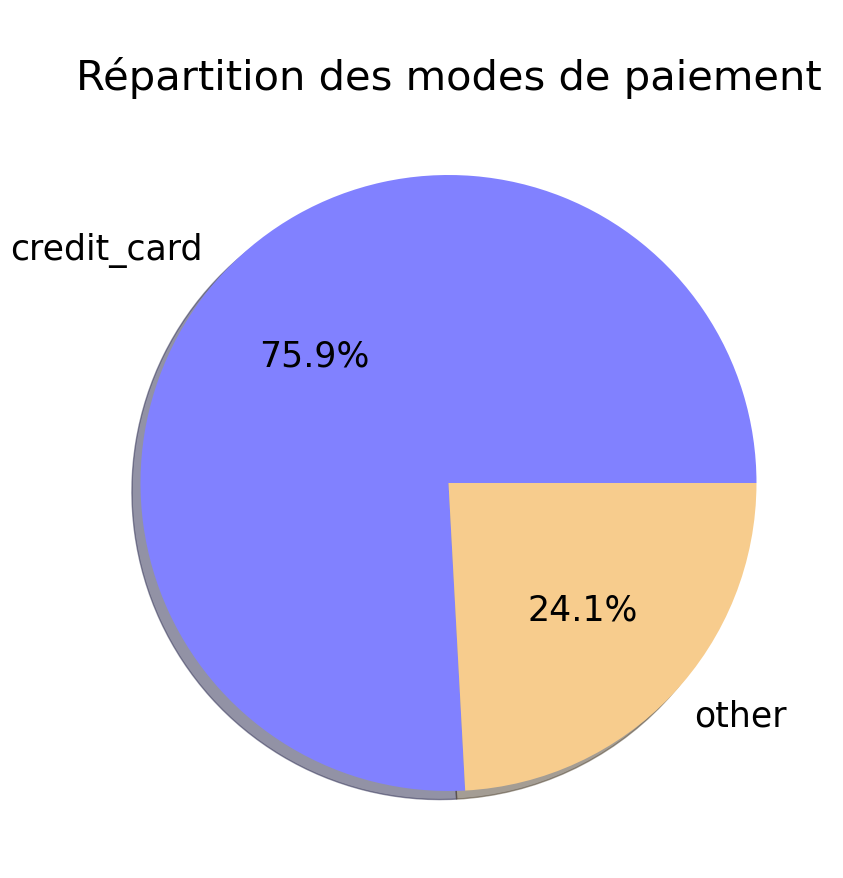 Répartition des modes de paiement
credit_card
75.9%
24.1%
other